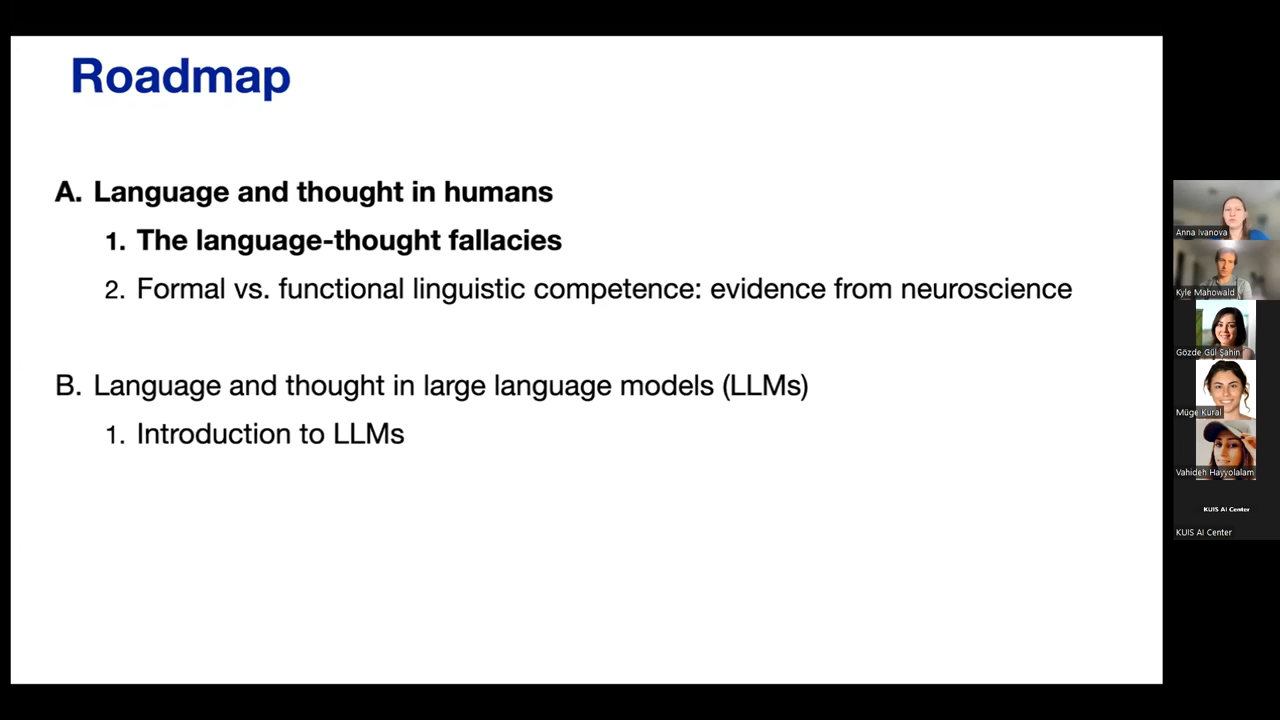 Roadmap
A. Language and thought in humans
1. The language-thought fallacies
2. Formal vs. functional linguistic competence: evidence from neuroscience
B. Language and thought in large language models (LLMs)
1. Introduction to LLMs
Anna Ivanova
Kyle Mahowald
Gözde Gül Şahin
Müge Kural
Vahideh Hayyolalam
KUIS AI Center
KUIS AI Center